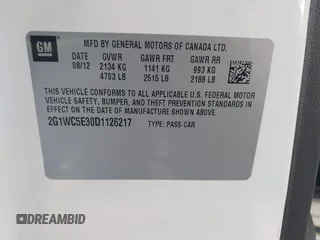 GM
MFD BY GENERAL MOTORS OF CANADA LTD.
DATE GVWR GAWR FRT GAWR RR
08/12 2134 KG 1141 KG 993 KG
4703 LB 2515 LB 2188 LB
THIS VEHICLE CONFORMS TO ALL APPLICABLE U.S. FEDERAL MOTOR
VEHICLE SAFETY, BUMPER, AND THEFT PREVENTION STANDARDS
IN EFFECT ON THE DATE OF MANUFACTURE SHOWN ABOVE.
2G1WC5E30D1126217 TYPE: PASS CAR
DREAMBID